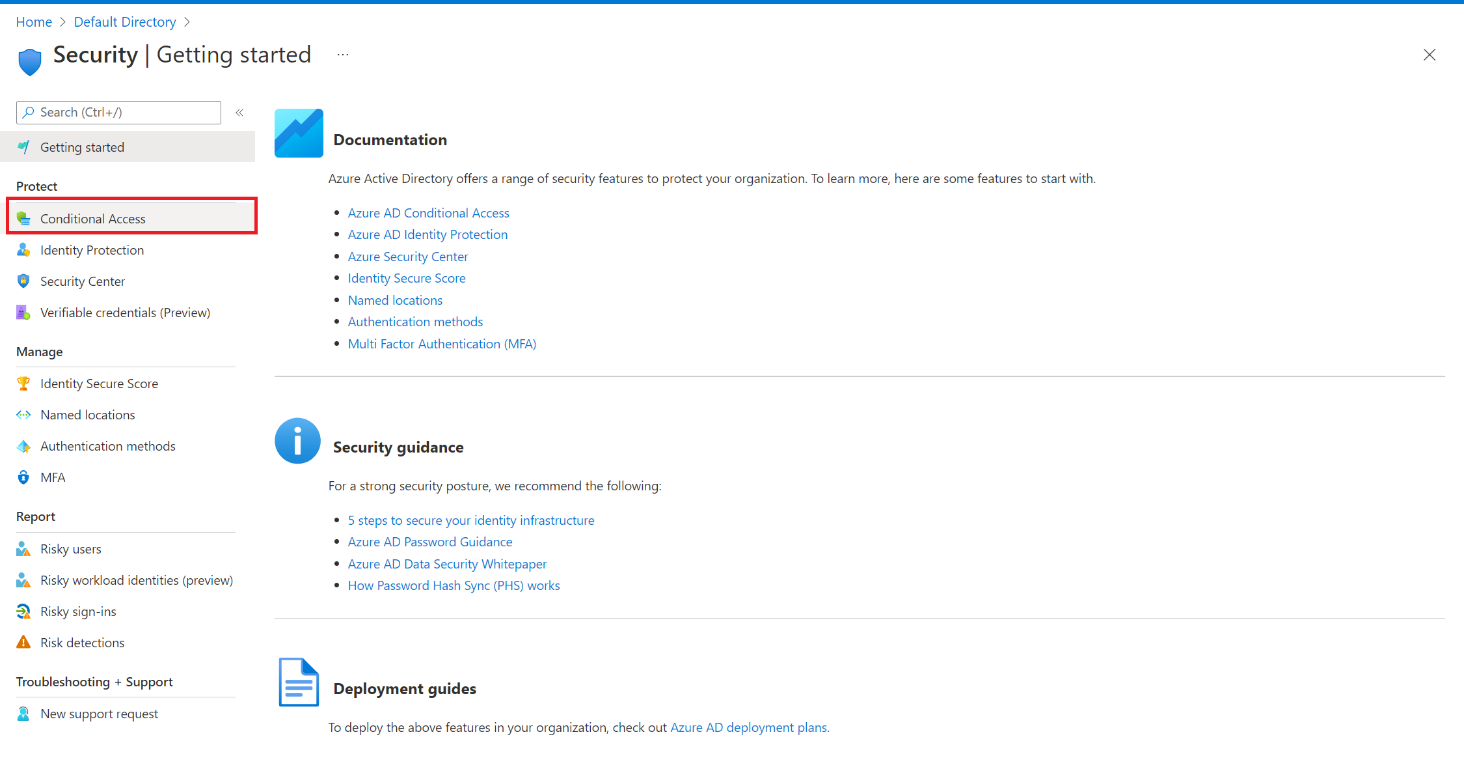 Home > Default Directory >
Security | Getting started ...
Search (Ctrl+/) «
Getting started
Protect
Conditional Access
Identity Protection
Security Center
Verifiable credentials (Preview)
Manage
Identity Secure Score
Named locations
Authentication methods
MFA
Report
Risky users
Risky workload identities (preview)
Risky sign-ins
Risk detections
Troubleshooting + Support
New support request
Documentation
Azure Active Directory offers a range of security features to protect your organization. To learn more, here are some features to start with.
• Azure AD Conditional Access
• Azure AD Identity Protection
• Azure Security Center
• Identity Secure Score
• Named locations
• Authentication methods
• Multi Factor Authentication (MFA)
Security guidance
For a strong security posture, we recommend the following:
• 5 steps to secure your identity infrastructure
• Azure AD Password Guidance
• Azure AD Data Security Whitepaper
• How Password Hash Sync (PHS) works
Deployment guides
To deploy the above features in your organization, check out Azure AD deployment plans.